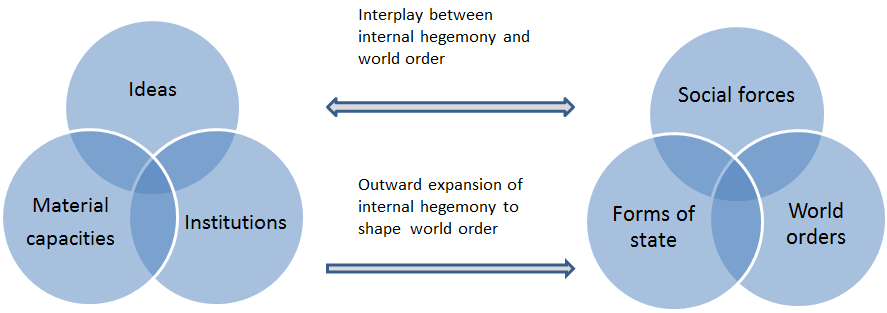 Ideas
Material
capacities
Institutions
Interplay between
internal hegemony and
world order
Outward expansion of
internal hegemony to
shape world order
Social forces
Forms of
state
World
orders